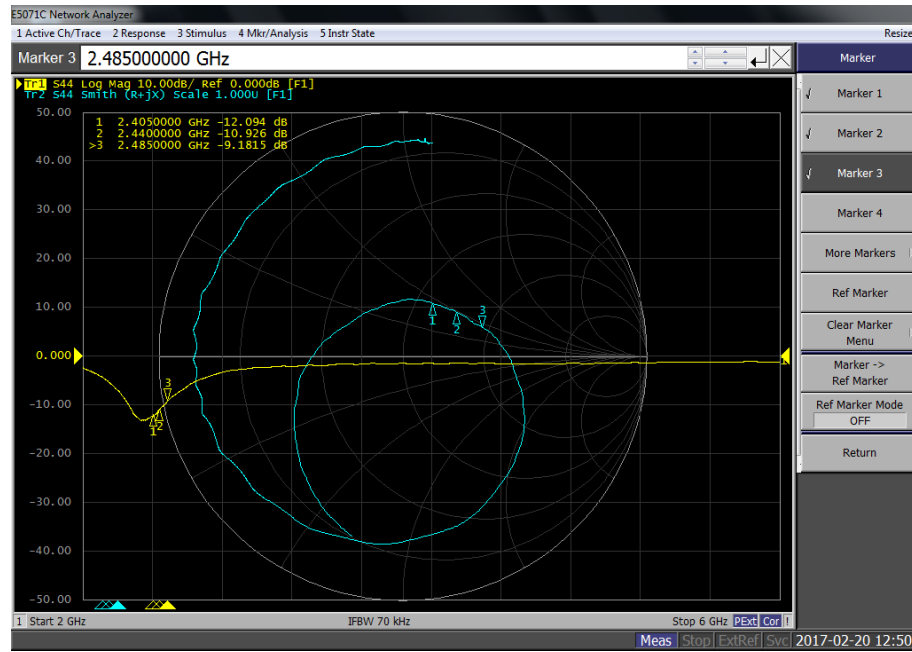 E5071C Network Analyzer
1 Active Ch/Trace 2 Response 3 Stimulus 4 Mkr/Analysis 5 Instr State
Resize
Marker 3 2.485000000 GHz
Tr1 S44 Log Mag 10.00dB/ Ref 0.000dB [F1]
Tr2 S44 Smith (R+jX) Scale 1.000U [F1]
50.00
1 2.4050000 GHz -12.094 dB
2 2.4400000 GHz -10.926 dB
>3 2.4850000 GHz -9.1815 dB
40.00
30.00
20.00
10.00
0.000
-10.00
-20.00
-30.00
-40.00
-50.00
1
2
3
3
1
2
Marker
Marker 1
Marker 2
Marker 3
Marker 4
More Markers
Ref Marker
Clear Marker
Menu
Marker ->
Ref Marker
Ref Marker Mode
OFF
Return
1 Start 2 GHz
IFBW 70 kHz
Stop 6 GHz PExt Cor !
Meas Stop ExtRef Svc 2017-02-20 12:50